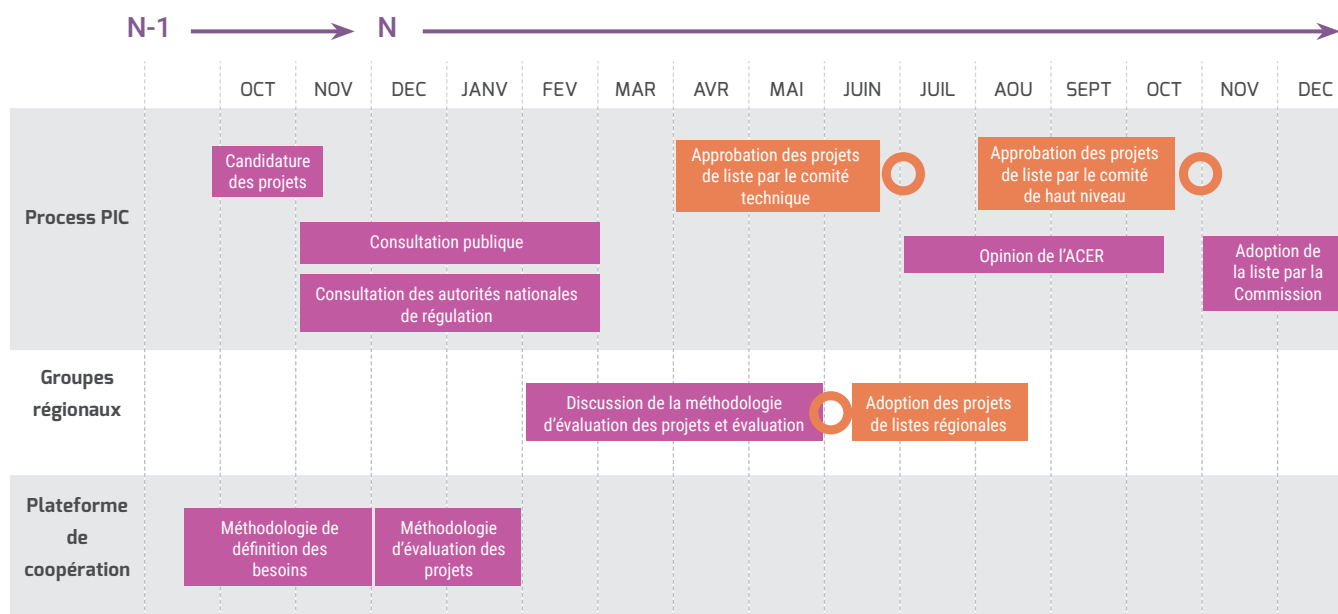 N-1
N
OCT
NOV
DEC
JANV
FEV
MAR
AVR
MAI
JUIN
JUIL
AOU
SEPT
OCT
NOV
DEC
Process PIC
Candidature
des projets
Approbation des projets
de liste par le comité
technique
Approbation des projets
de liste par le comité
de haut niveau
Consultation publique
Opinion de l'ACER
Adoption de
la liste par la
Commission
Consultation des autorités nationales
de régulation
Groupes
régionaux
Discussion de la méthodologie
d'évaluation des projets et évaluation
Adoption des projets
de listes régionales
Plateforme
de
coopération
Méthodologie de
définition des
besoins
Méthodologie
d'évaluation des
projets